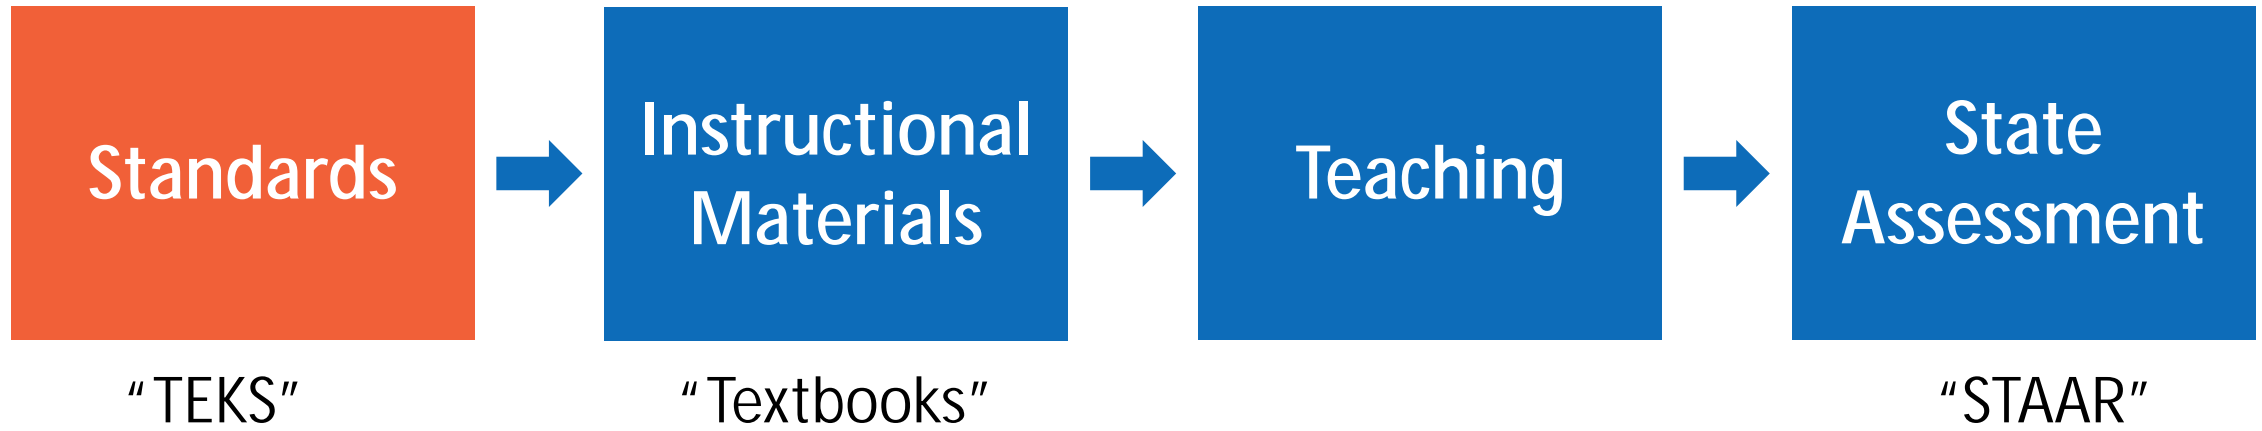 Standards
Instructional
Materials
Teaching
State
Assessment
“TEKS”
“Textbooks”
“STAAR”